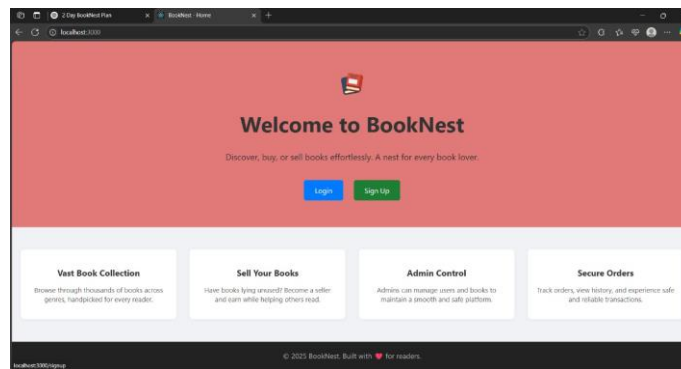 2 Day BookNest Plan
BookNest - Home
localhost:3000
Welcome to BookNest
Discover, buy, or sell books effortlessly. A nest for every book lover.
Login
Sign Up
Vast Book Collection
Browse through thousands of books across
genres, handpicked for every reader.
Sell Your Books
Have books lying unused? Become a seller
and earn while helping others read.
Admin Control
Admins can manage users and books to
maintain a smooth and safe platform.
Secure Orders
Track orders, view history, and experience safe
and reliable transactions.
© 2025 BookNest. Built with ❤ for readers.
localhost:3000/signup